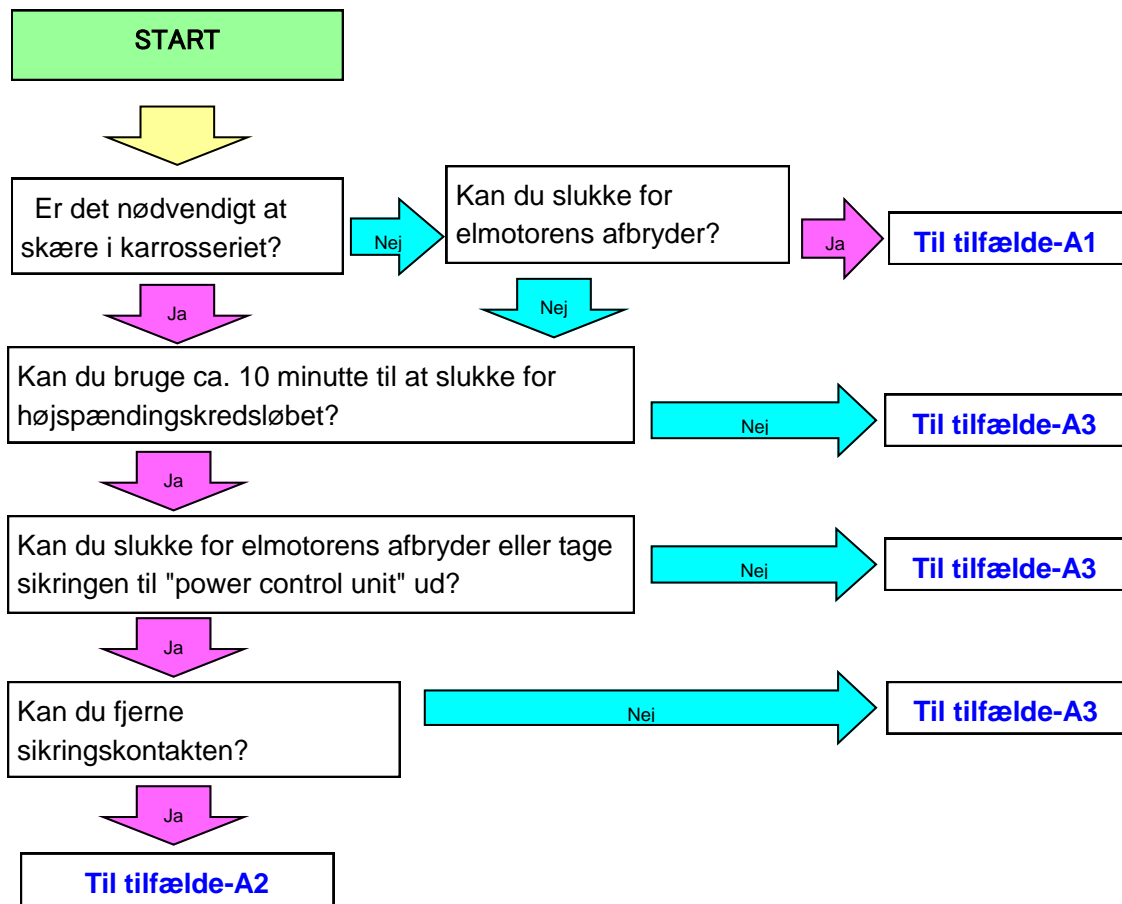 START
Er det nødvendigt at
skære i karrosseriet?
Nej
Kan du slukke for
elmotorens afbryder?
Ja
Til tilfælde-A1
Ja
Nej
Kan du bruge ca. 10 minutte til at slukke for
højspændingskredsløbet?
Nej
Til tilfælde-A3
Ja
Kan du slukke for elmotorens afbryder eller tage
sikringen til "power control unit" ud?
Nej
Til tilfælde-A3
Ja
Kan du fjerne
sikringskontakten?
Nej
Til tilfælde-A3
Ja
Til tilfælde-A2